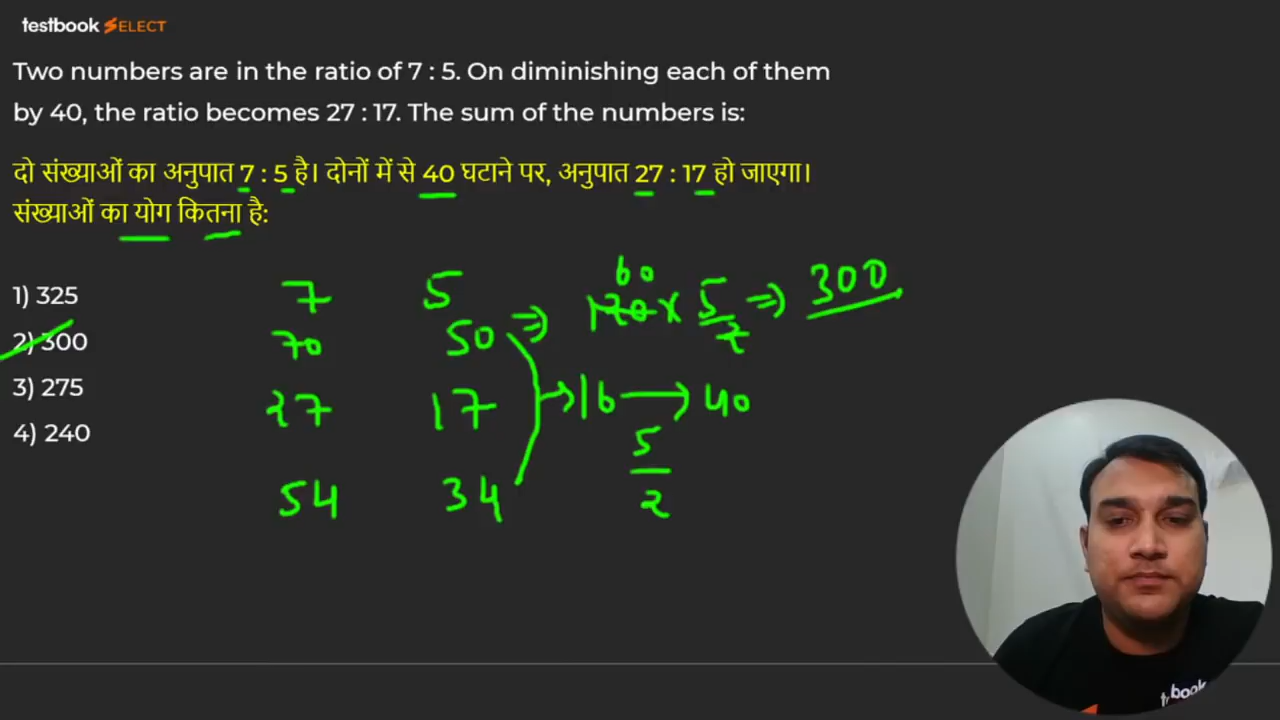 testbook SELECT
Two numbers are in the ratio of 7 : 5. On diminishing each of them
by 40, the ratio becomes 27 : 17. The sum of the numbers is:
दो संख्याओं का अनुपात 7 : 5 है। दोनों में से 40 घटाने पर, अनुपात 27 : 17 हो जाएगा।
संख्याओं का योग कितना है:
1) 325
2) 300
3) 275
4) 240
7 5
70 50 ⇒ 120 x 5/2 ⇒ 300
60
27 17 → 16 → 40
5/2
54 34
book